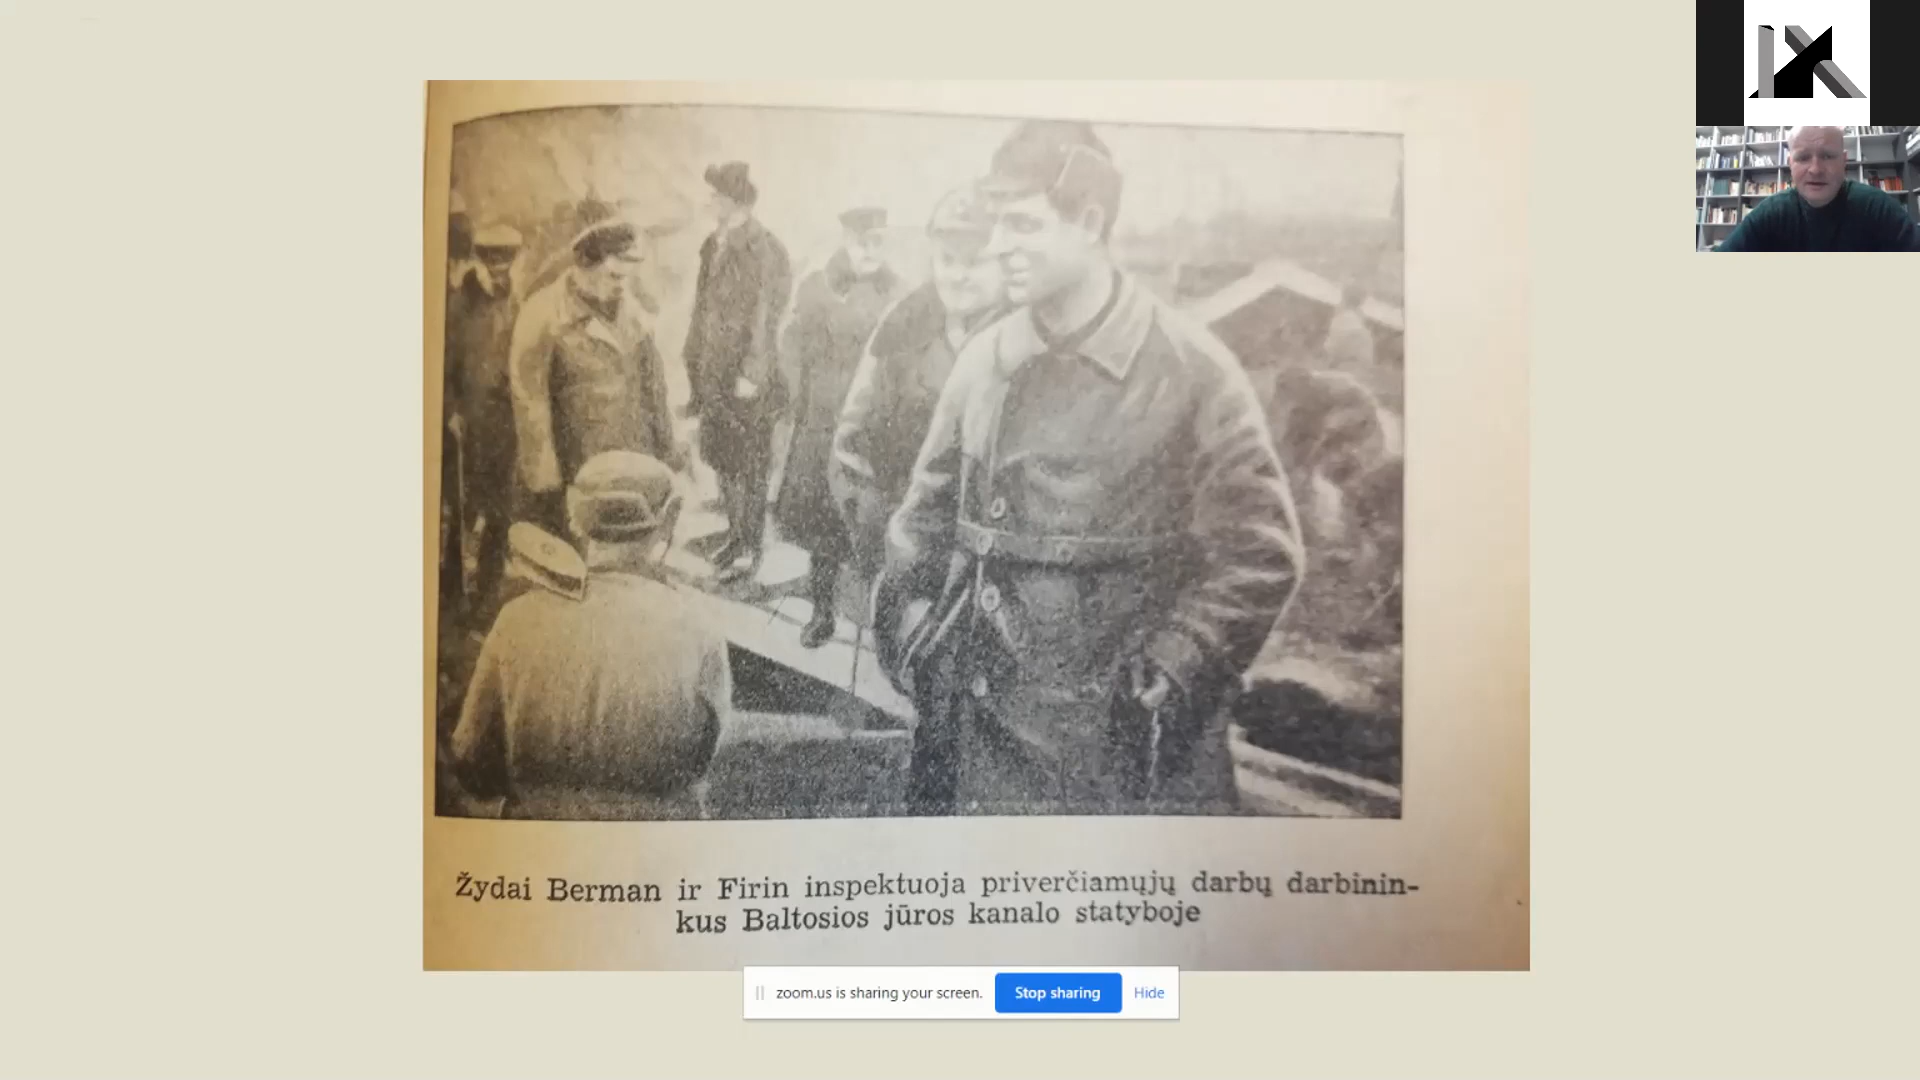 Žydai Berman ir Firin inspektuoja priverčiamųjų darbų darbinin-
kus Baltosios jūros kanalo statyboje
zoom.us is sharing your screen.
Stop sharing
Hide